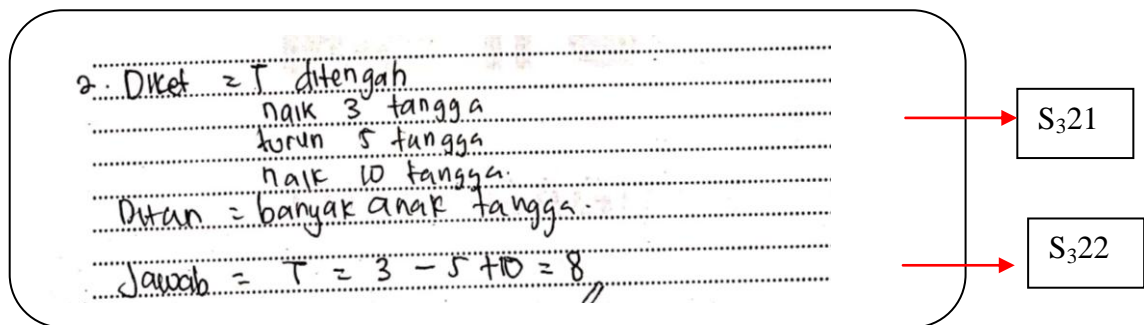 2. Diket = T ditengah
naik 3 tangga
turun 5 tangga
naik 10 tangga.
Ditan = banyak anak tangga.
Jawab = T = 3 - 5 + 10 = 8 //
S₃21
S₃22